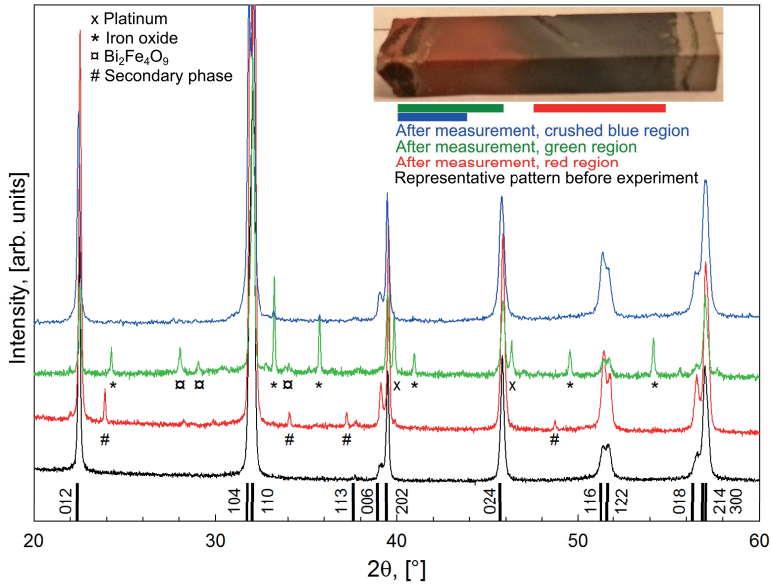 x Platinum
* Iron oxide
¤ Bi₂Fe₄O₉
# Secondary phase
After measurement, crushed blue region
After measurement, green region
After measurement, red region
Representative pattern before experiment
Intensity, [arb. units]
* ¤ ¤ * ¤ * x * x * *
# # # #
012 104 110 113 006 202 024 116 122 018 214 300
20 30 40 50 60
2θ, [°]